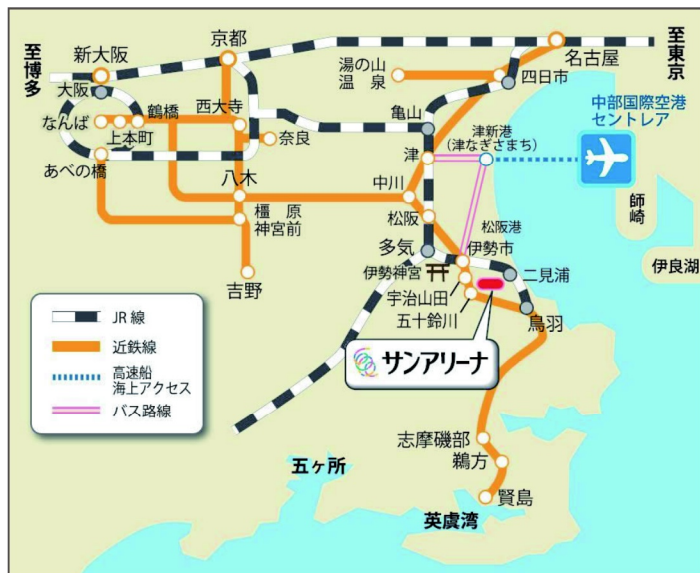 至博多
新大阪
京都
名古屋
至東京
大阪
なんば
鶴橋
上本町
西大寺
奈良
あべの橋
八木
橿原
神宮前
吉野
湯の山
温泉
四日市
亀山
津
津新港
(津なぎさまち)
中部国際空港
セントレア
師崎
伊良湖
中川
松阪
松阪港
多気
伊勢市
伊勢神宮
宇治山田
五十鈴川
二見浦
鳥羽
サンアリーナ
志摩磯部
鵜方
賢島
五ヶ所
英虞湾
JR線
近鉄線
高速船
海上アクセス
バス路線